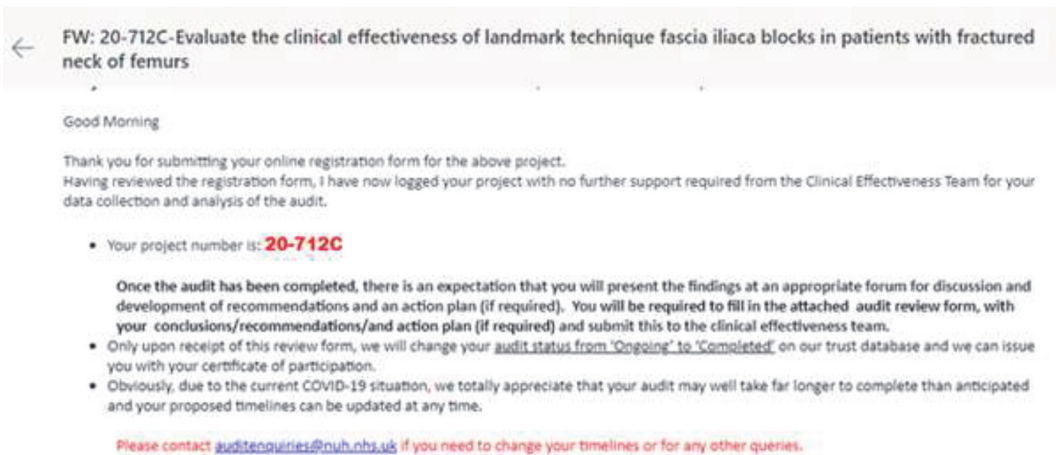 FW: 20-712C-Evaluate the clinical effectiveness of landmark technique fascia iliaca blocks in patients with fractured
neck of femurs
Good Morning
Thank you for submitting your online registration form for the above project.
Having reviewed the registration form, I have now logged your project with no further support required from the Clinical Effectiveness Team for your
data collection and analysis of the audit.
• Your project number is: 20-712C
Once the audit has been completed, there is an expectation that you will present the findings at an appropriate forum for discussion and
development of recommendations and an action plan (if required). You will be required to fill in the attached audit review form, with
your conclusions/recommendations/and action plan (if required) and submit this to the clinical effectiveness team.
• Only upon receipt of this review form, we will change your audit status from 'Ongoing' to 'Completed' on our trust database and we can issue
you with your certificate of participation.
• Obviously, due to the current COVID-19 situation, we totally appreciate that your audit may well take far longer to complete than anticipated
and your proposed timelines can be updated at any time.
Please contact auditenquiries@nuh.nhs.uk if you need to change your timelines or for any other queries.